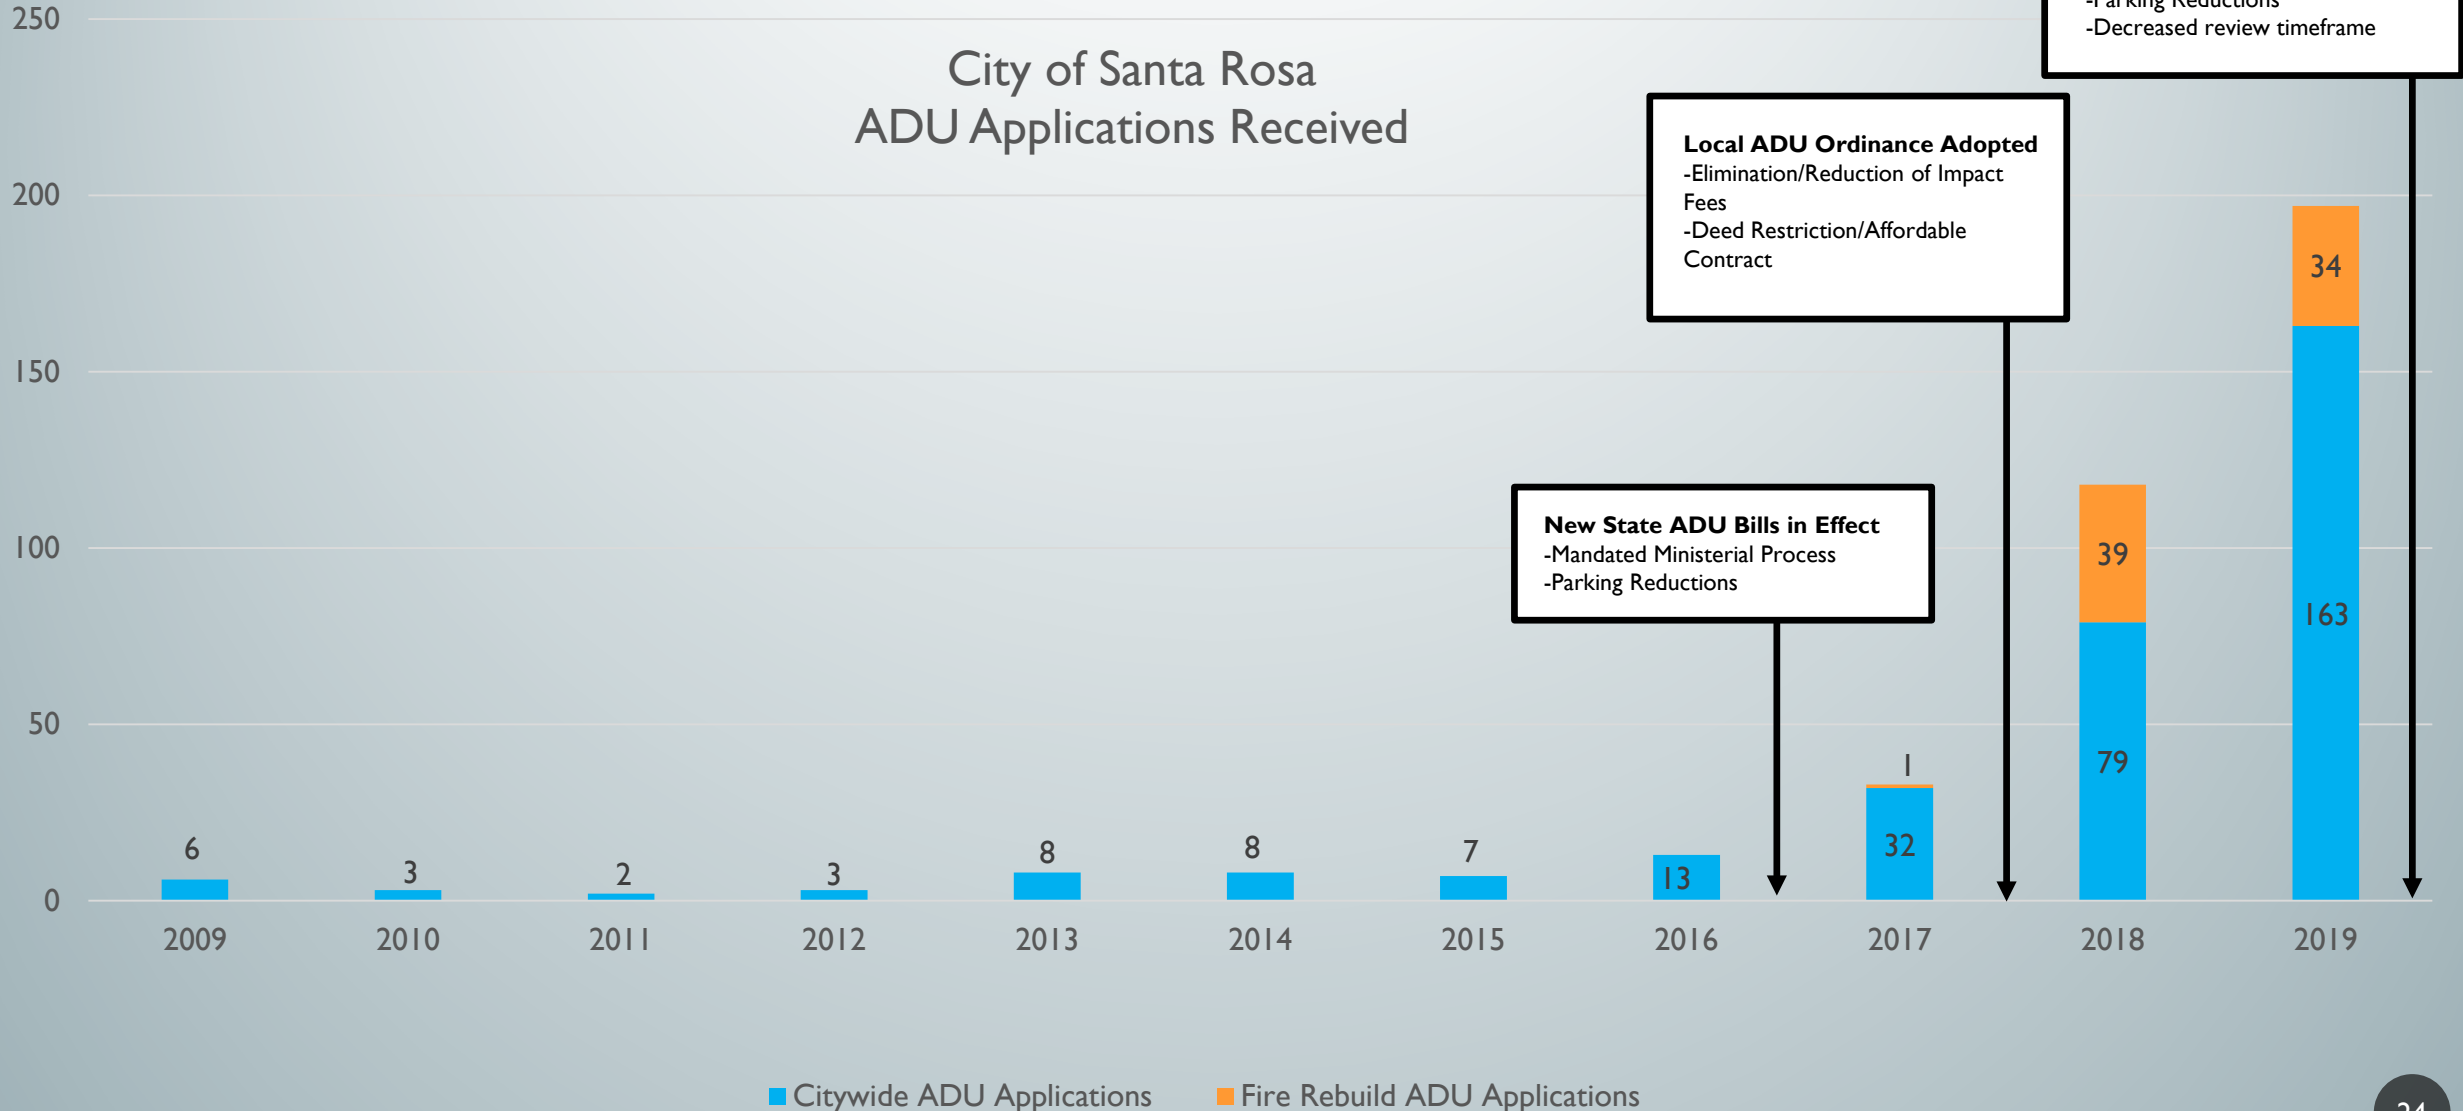 -Parking Reductions
-Decreased review timeframe
City of Santa Rosa
ADU Applications Received
Local ADU Ordinance Adopted
-Elimination/Reduction of Impact
Fees
-Deed Restriction/Affordable
Contract
New State ADU Bills in Effect
-Mandated Ministerial Process
-Parking Reductions
250
200
150
100
50
0
6
3
2
3
8
8
7
13
1
32
39
79
34
163
2009
2010
2011
2012
2013
2014
2015
2016
2017
2018
2019
Citywide ADU Applications
Fire Rebuild ADU Applications